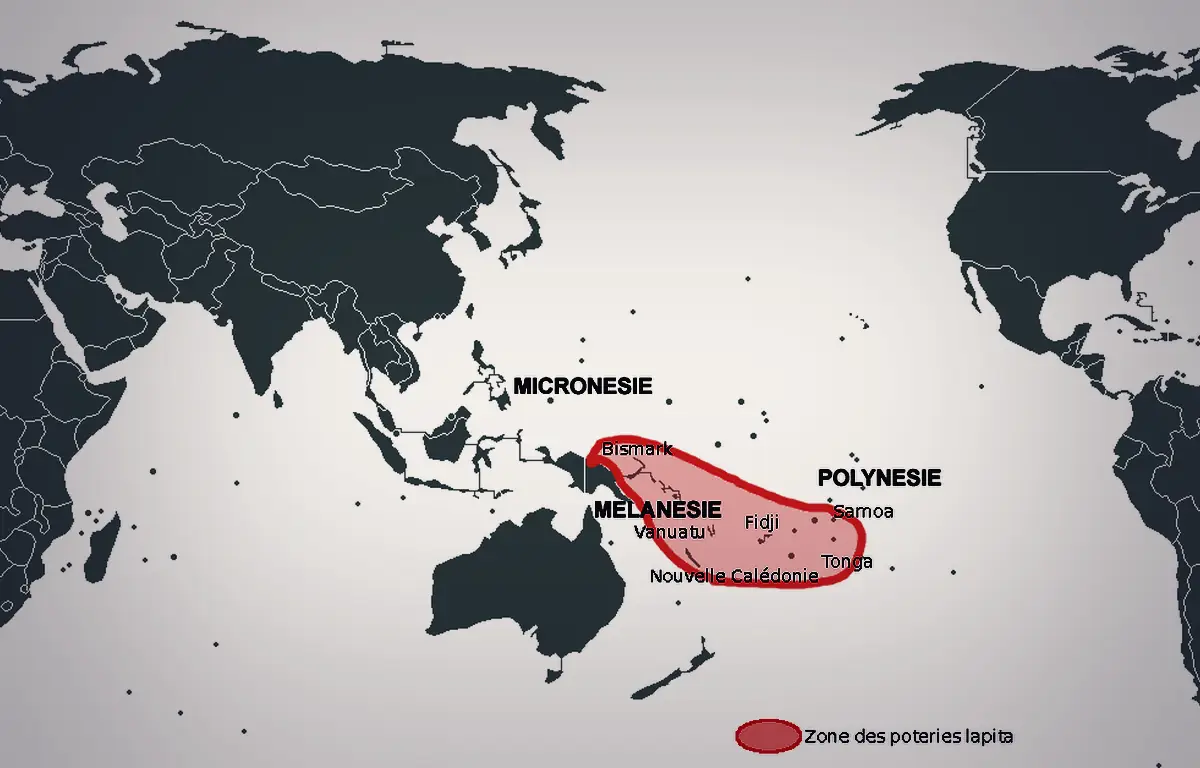 MICRONESIE
Bismark
POLYNESIE
MELANESIE
Samoa
Fidji
Vanuatu
Tonga
Nouvelle Calédonie
Zone des poteries lapita